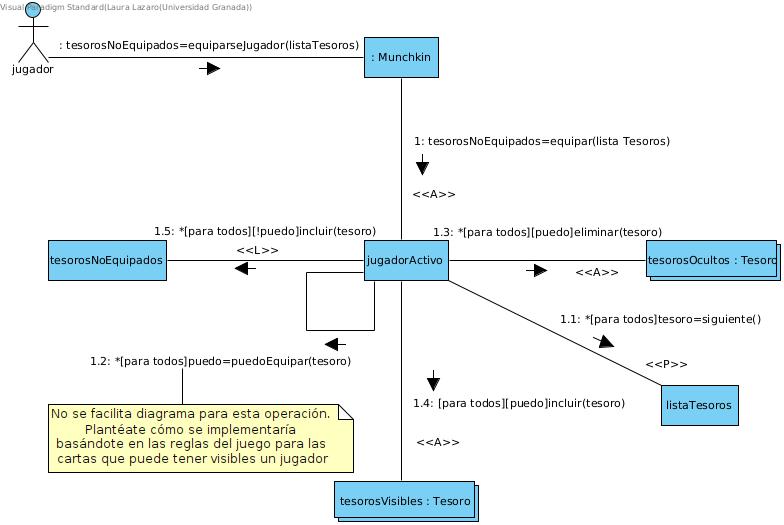 Visual Paradigm Standard(Laura Lazaro(Universidad Granada))
: tesorosNoEquipados=equiparseJugador(listaTesoros)
: Munchkin
jugador
1: tesorosNoEquipados=equipar(lista Tesoros)
<<A>>
1.5: *[para todos][!puedo]incluir(tesoro)
1.3: *[para todos][puedo]eliminar(tesoro)
<<L>>
tesorosNoEquipados
jugadorActivo
tesorosOcultos : Tesoro
<<A>>
1.1: *[para todos]tesoro=siguiente()
1.2: *[para todos]puedo=puedoEquipar(tesoro)
<<P>>
1.4: [para todos][puedo]incluir(tesoro)
listaTesoros
No se facilita diagrama para esta operación.
Plantéate cómo se implementaría
basándote en las reglas del juego para las
cartas que puede tener visibles un jugador
<<A>>
tesorosVisibles : Tesoro